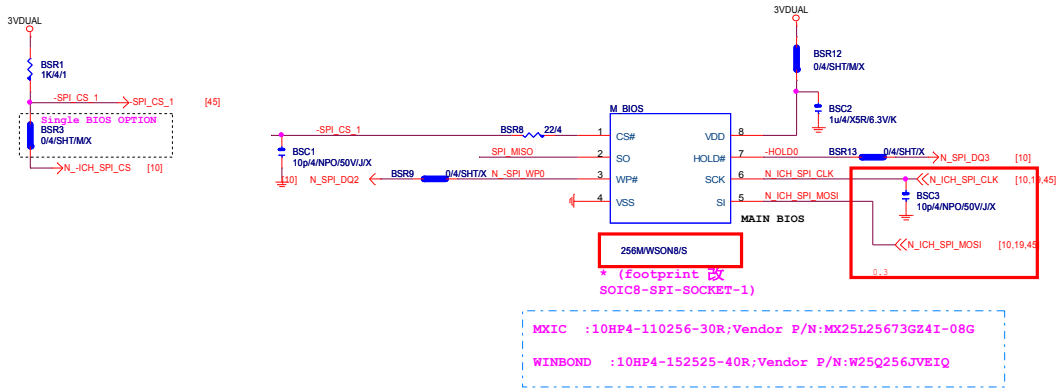 3VDUAL
BSR1
1K/4/1
-SPI_CS_1
-SPI_CS_1 [45]
Single BIOS OPTION
BSR3
0/4/SHT/M/X
N_-ICH_SPI_CS [10]
3VDUAL
BSR12
0/4/SHT/M/X
BSC2
1u/4/X5R/6.3V/K
M_BIOS
-SPI_CS_1
BSR8 22/4
1 CS# VDD 8
BSC1
10p/4/NPO/50V/J/X
SPI_MISO
2 SO HOLD# 7
-HOLD0 BSR13 0/4/SHT/X N_SPI_DQ3 [10]
[10] N_SPI_DQ2 BSR9 0/4/SHT/X N_-SPI_WP0
3 WP# SCK 6
N_ICH_SPI_CLK N_ICH_SPI_CLK [10,19,45]
BSC3
10p/4/NPO/50V/J/X
4 VSS SI 5
N_ICH_SPI_MOSI
MAIN BIOS
N_ICH_SPI_MOSI [10,19,45
0.3
256M/WSON8/S
* (footprint 改
SOIC8-SPI-SOCKET-1)
MXIC :10HP4-110256-30R;Vendor P/N:MX25L25673GZ4I-08G
WINBOND :10HP4-152525-40R;Vendor P/N:W25Q256JVEIQ